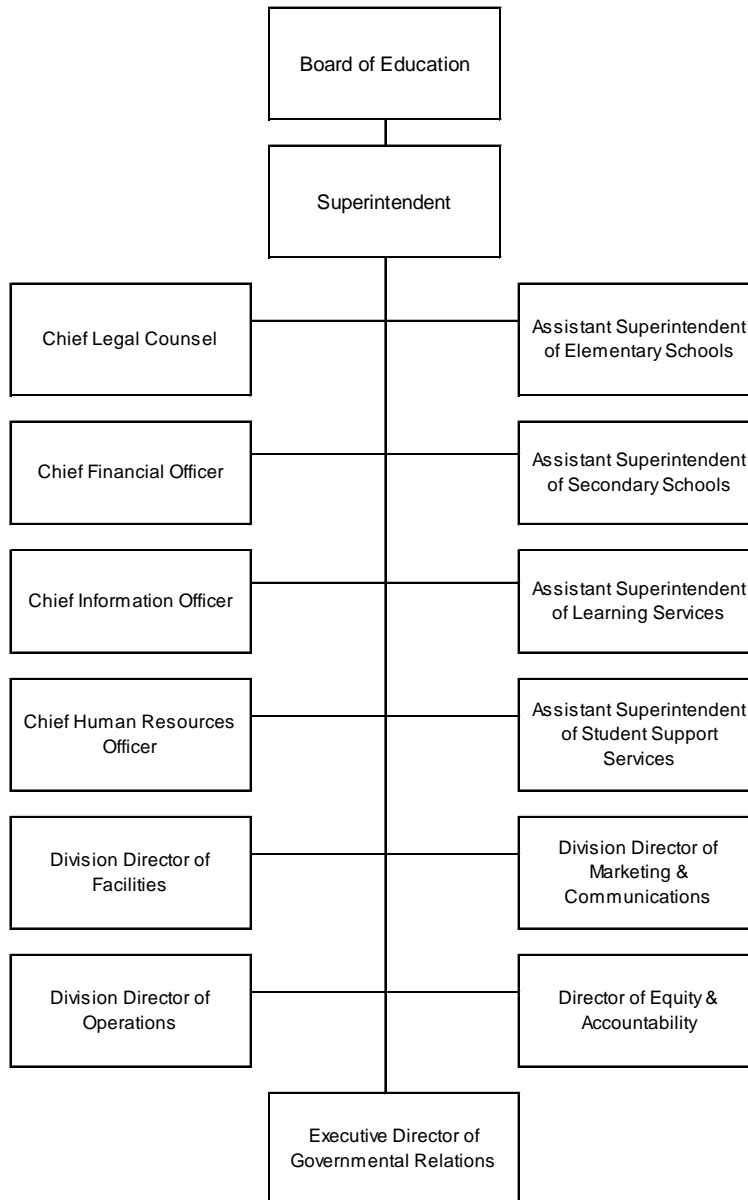 Board of Education
Superintendent
Chief Legal Counsel
Assistant Superintendent
of Elementary Schools
Chief Financial Officer
Assistant Superintendent
of Secondary Schools
Chief Information Officer
Assistant Superintendent
of Learning Services
Chief Human Resources
Officer
Assistant Superintendent
of Student Support
Services
Division Director of
Facilities
Division Director of
Marketing &
Communications
Division Director of
Operations
Director of Equity &
Accountability
Executive Director of
Governmental Relations